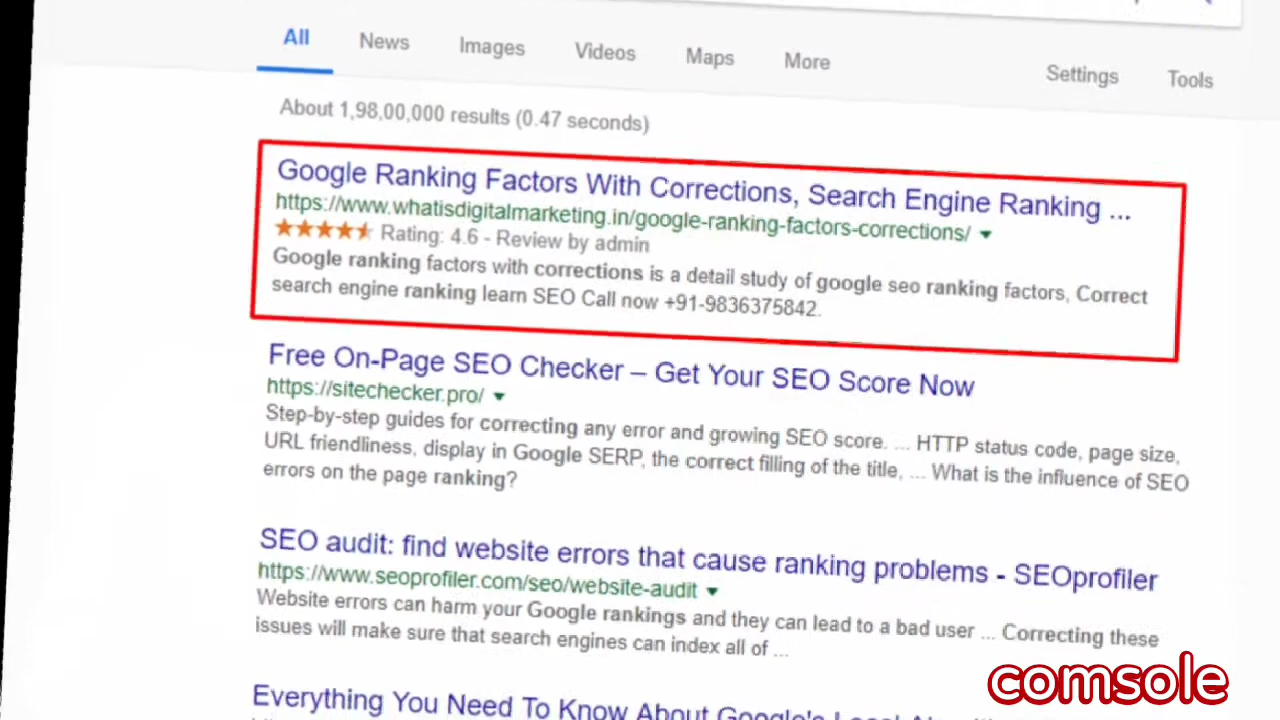 All News Images Videos Maps More Settings Tools
About 1,98,00,000 results (0.47 seconds)
Google Ranking Factors With Corrections, Search Engine Ranking ...
https://www.whatisdigitalmarketing.in/google-ranking-factors-corrections/
Rating: 4.6 - Review by admin
Google ranking factors with corrections is a detail study of google seo ranking factors, Correct
search engine ranking learn SEO Call now +91-9836375842.
Free On-Page SEO Checker – Get Your SEO Score Now
https://sitechecker.pro/
Step-by-step guides for correcting any error and growing SEO score. ... HTTP status code, page size,
URL friendliness, display in Google SERP, the correct filling of the title, ... What is the influence of SEO
errors on the page ranking?
SEO audit: find website errors that cause ranking problems - SEOprofiler
https://www.seoprofiler.com/seo/website-audit
Website errors can harm your Google rankings and they can lead to a bad user ... Correcting these
issues will make sure that search engines can index all of ...
Everything You Need To Know About Google's Local
comsole